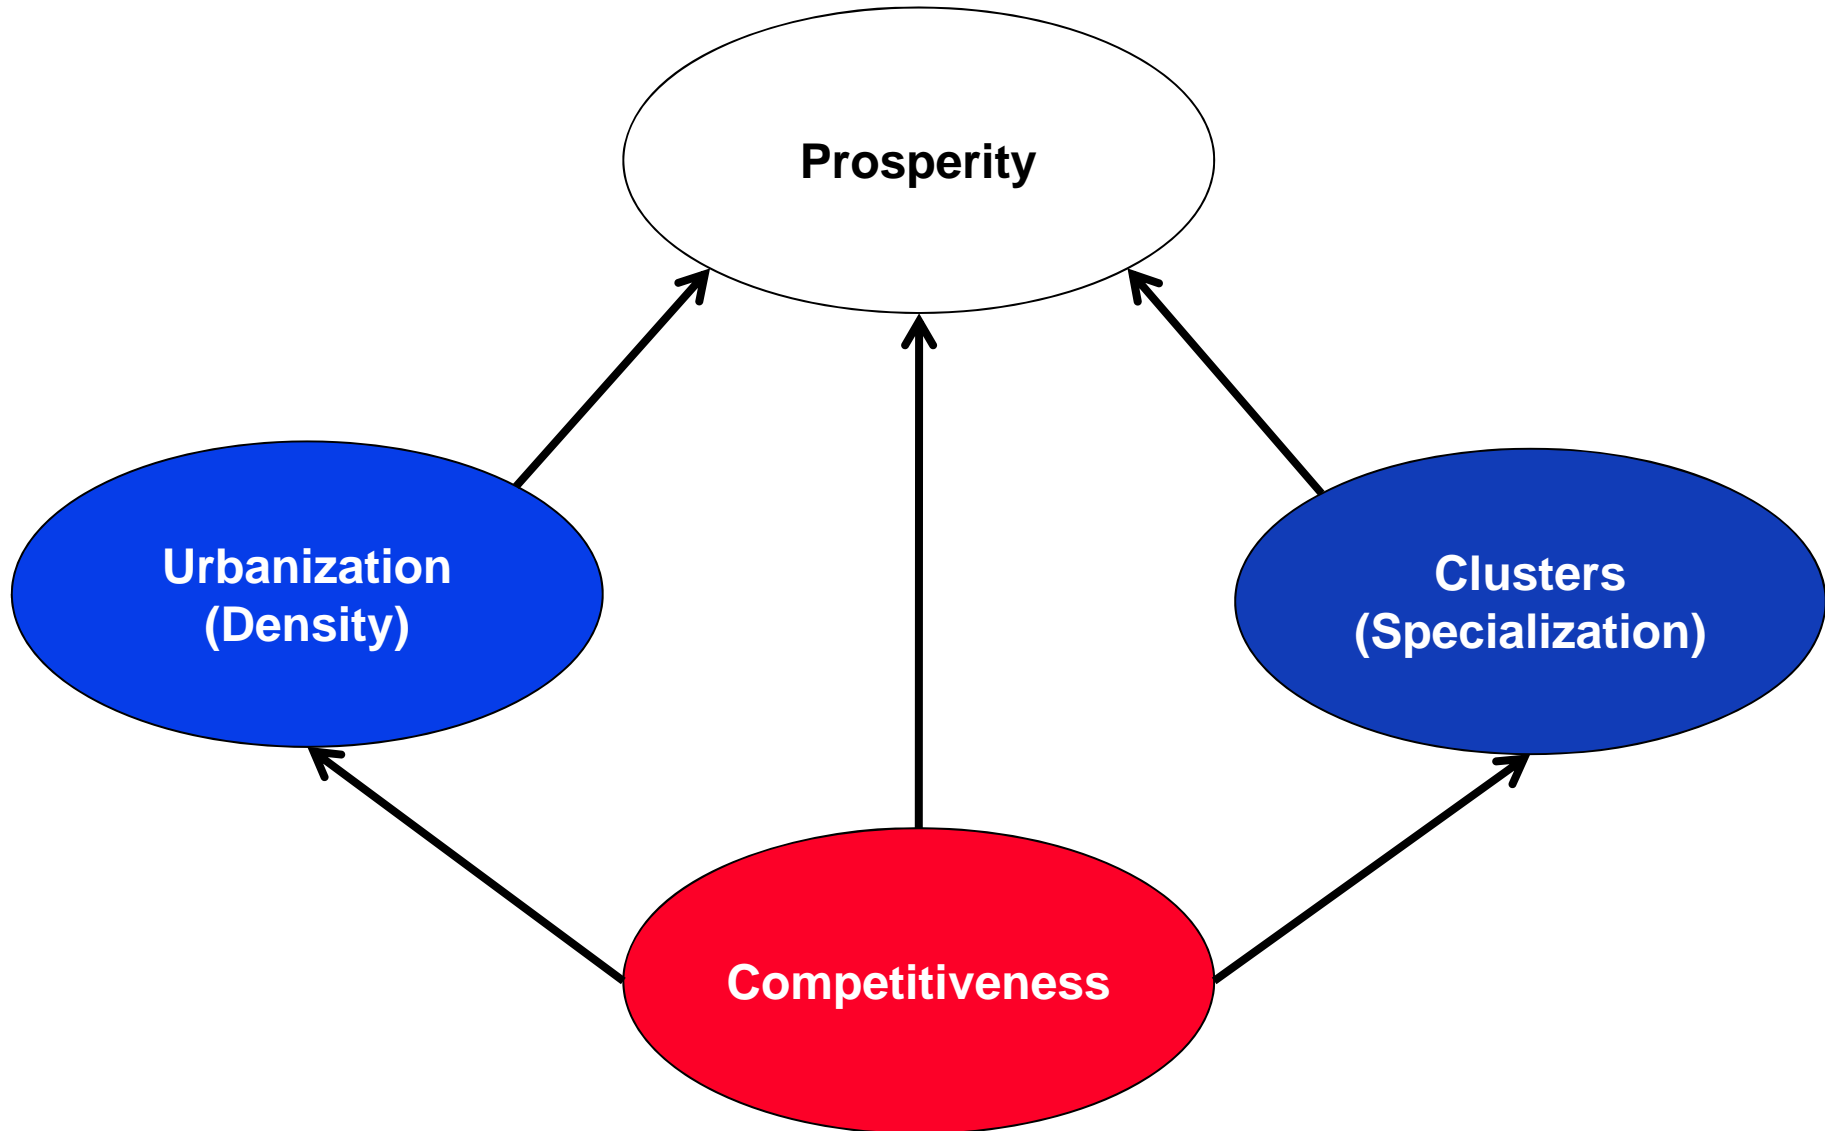 Prosperity
Urbanization
(Density)
Clusters
(Specialization)
Competitiveness